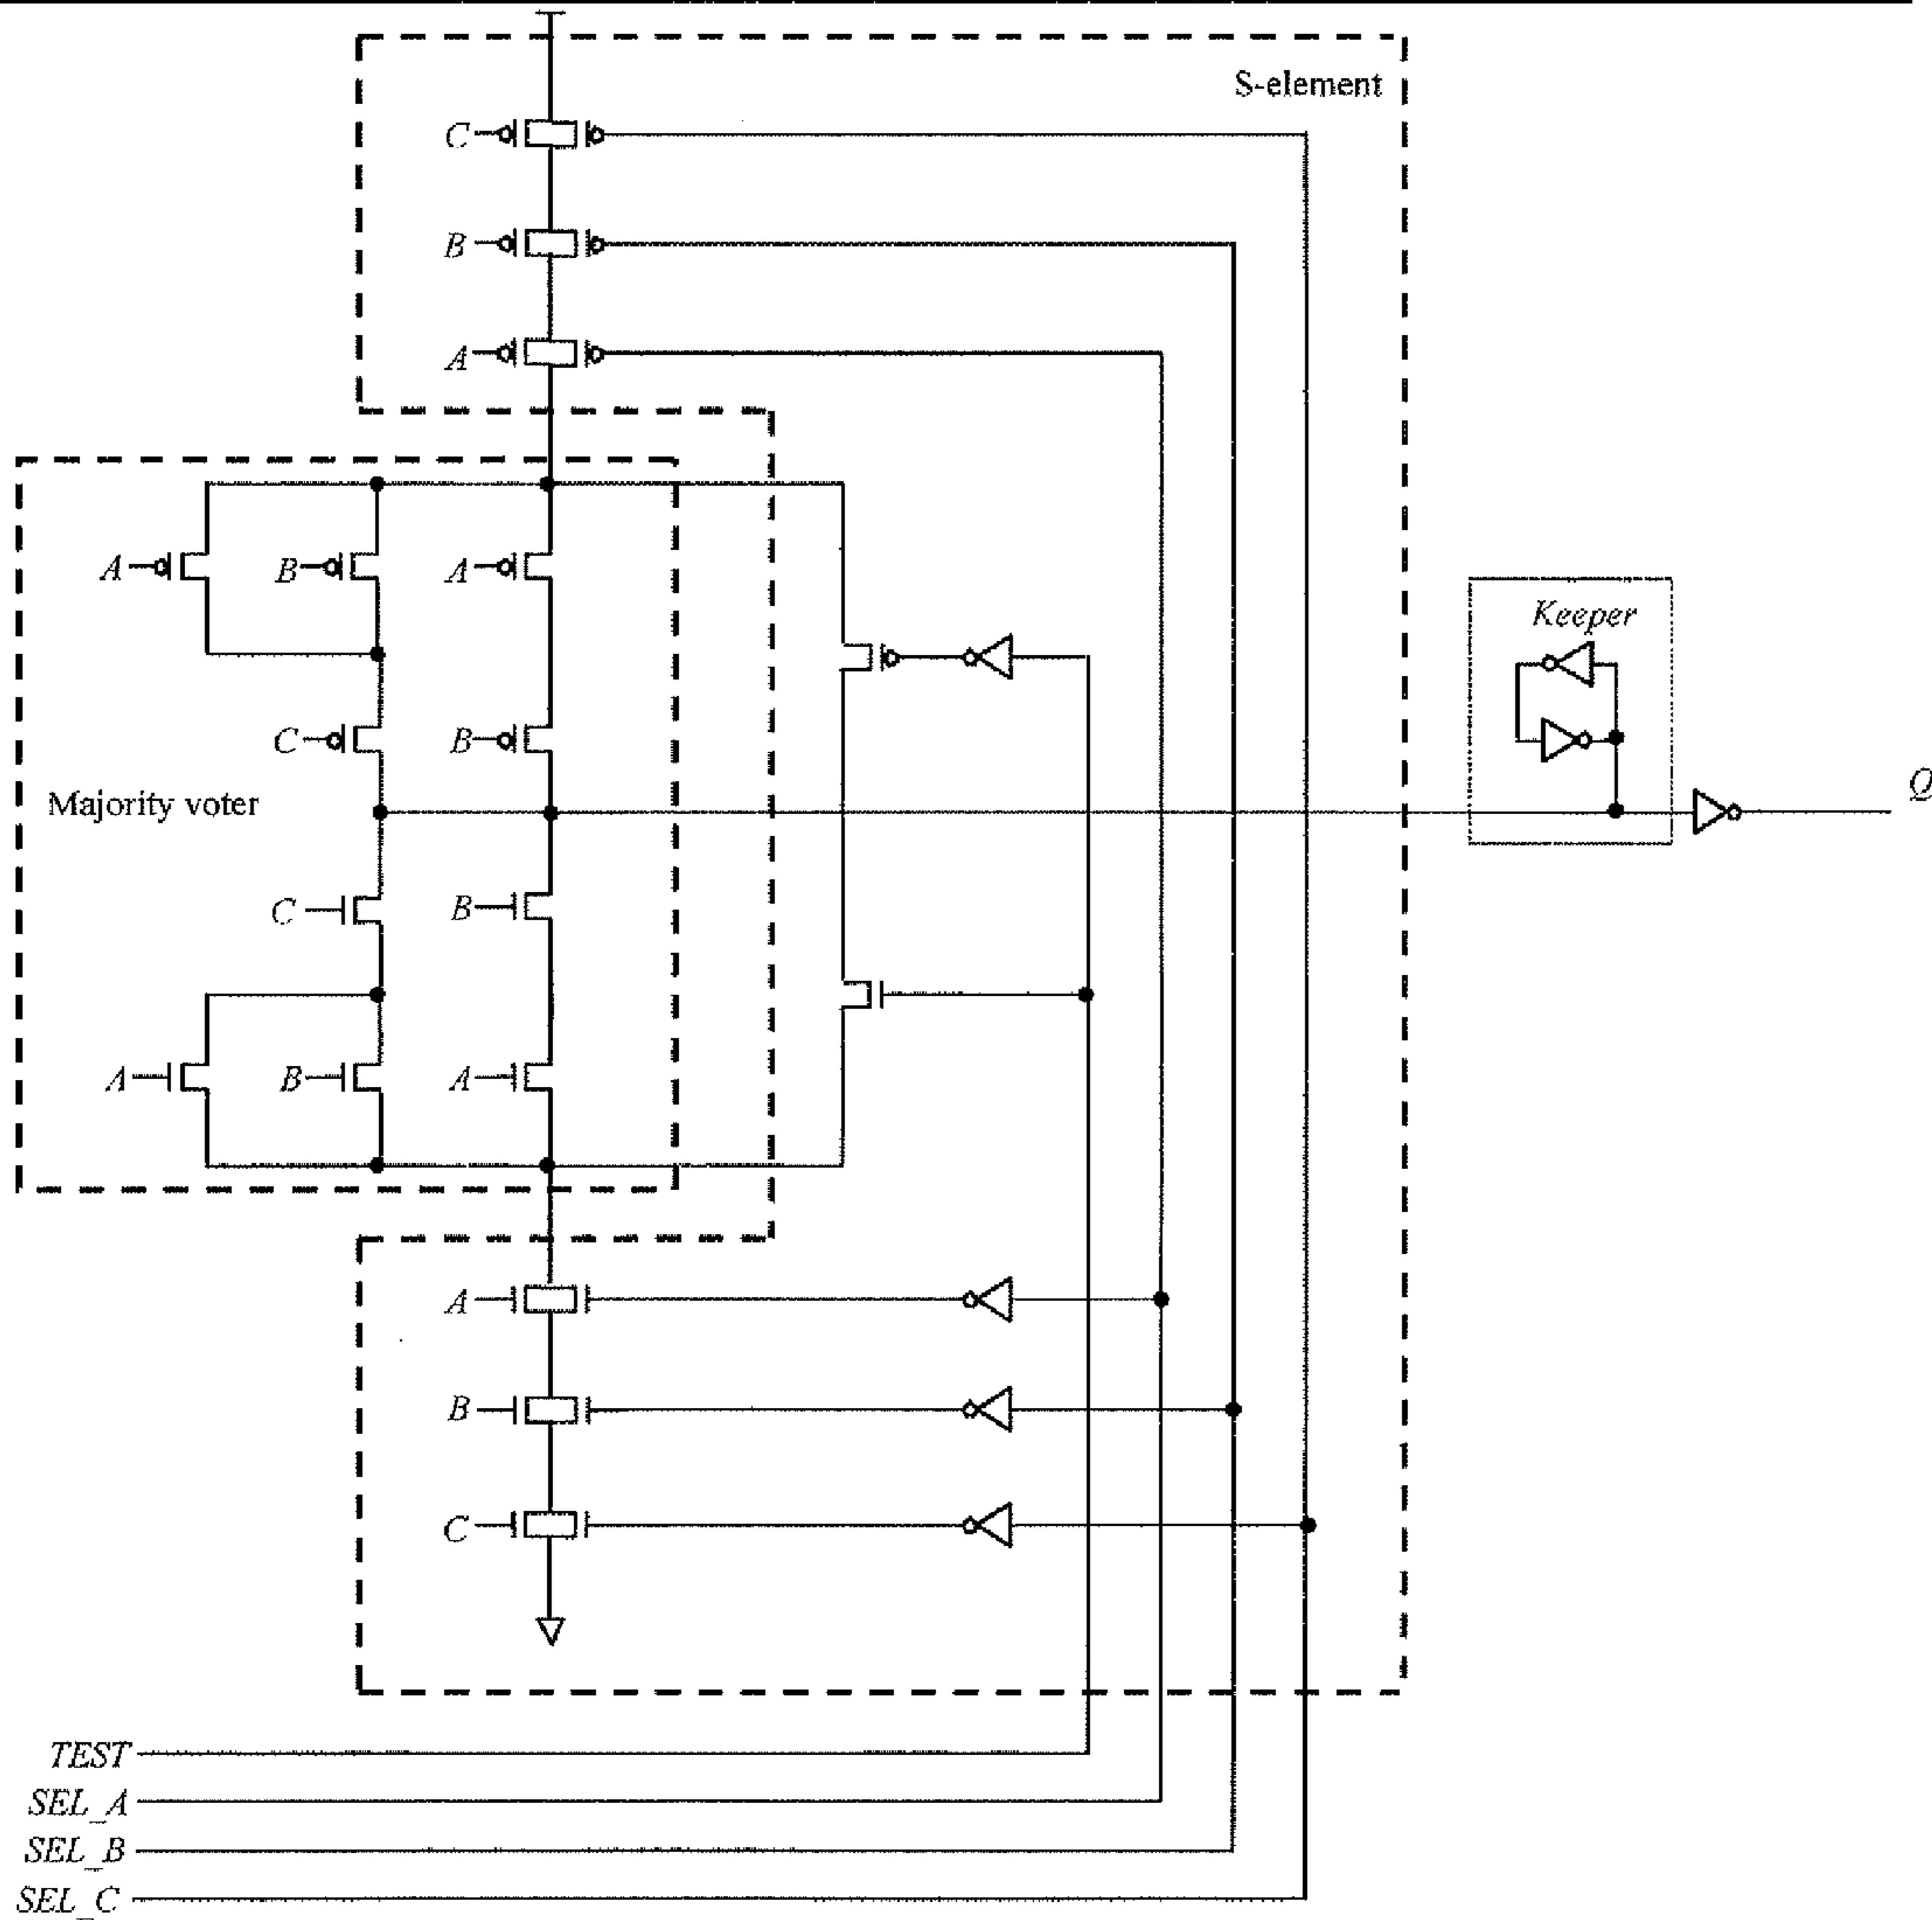 S-element
C
B
A
A
B
A
Keeper
C
B
Q
Majority voter
C
B
A
B
A
A
B
C
TEST
SEL_A
SEL_B
SEL_C